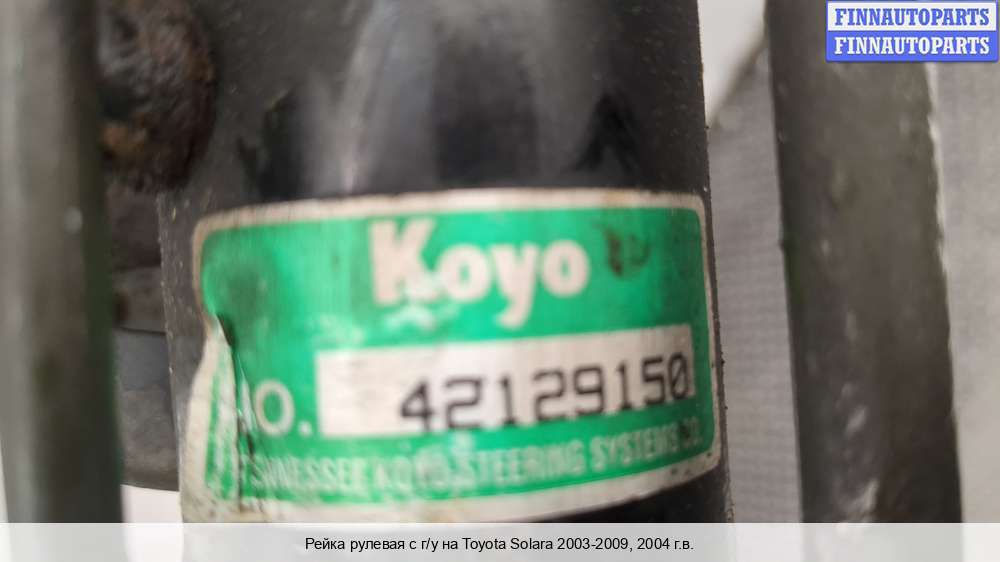 FINNAUTOPARTS
FINNAUTOPARTS
Koyo
NO. 42129150
TENNESSEE KOYO STEERING SYSTEMS CO.
Рейка рулевая с г/у на Toyota Solara 2003-2009, 2004 г.в.